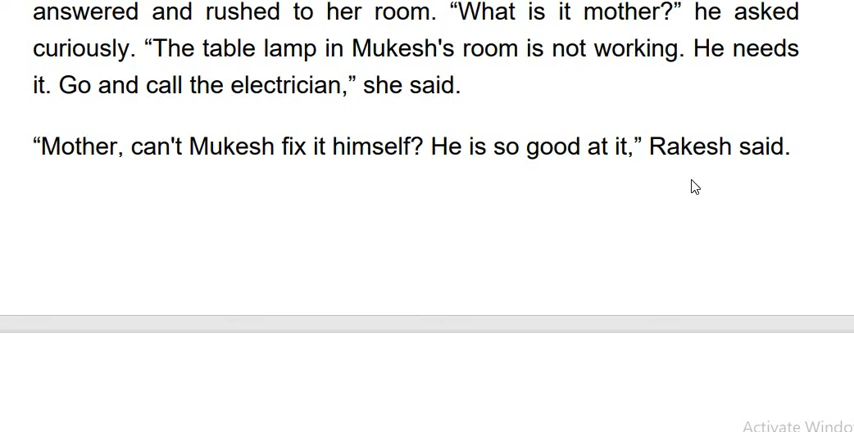 answered and rushed to her room. “What is it mother?” he asked
curiously. “The table lamp in Mukesh's room is not working. He needs
it. Go and call the electrician,” she said.
“Mother, can't Mukesh fix it himself? He is so good at it,” Rakesh said.
Activate Windo